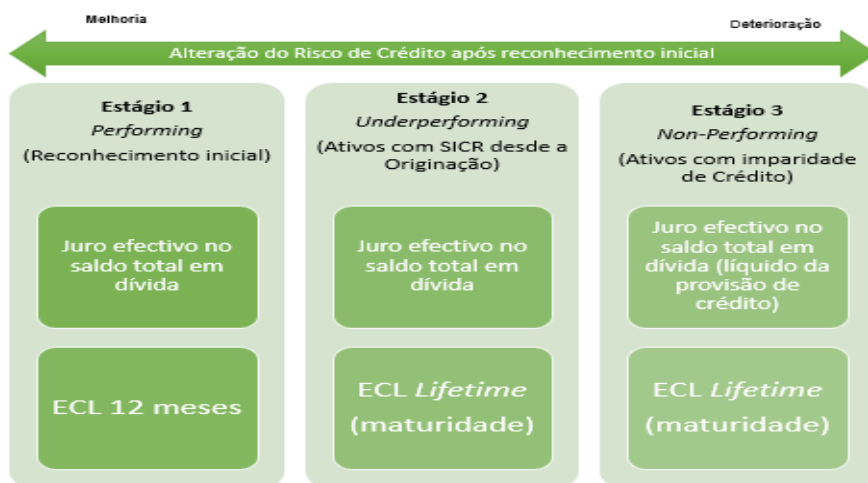 Melhoria
Deterioração
Alteração do Risco de Crédito após reconhecimento inicial
Estágio 1
Performing
(Reconhecimento inicial)
Juro efectivo no
saldo total em
dívida
ECL 12 meses
Estágio 2
Underperforming
(Ativos com SICR desde a
Originação)
Juro efectivo no
saldo total em
dívida
ECL Lifetime
(maturidade)
Estágio 3
Non-Performing
(Ativos com imparidade
de Crédito)
Juro efectivo no
saldo total em
dívida (líquido da
provisão de
crédito)
ECL Lifetime
(maturidade)